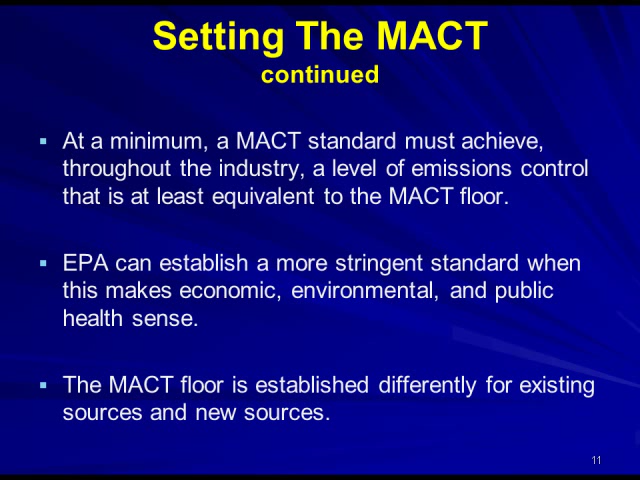 Setting The MACT
continued
▪ At a minimum, a MACT standard must achieve,
throughout the industry, a level of emissions control
that is at least equivalent to the MACT floor.
▪ EPA can establish a more stringent standard when
this makes economic, environmental, and public
health sense.
▪ The MACT floor is established differently for existing
sources and new sources.
11